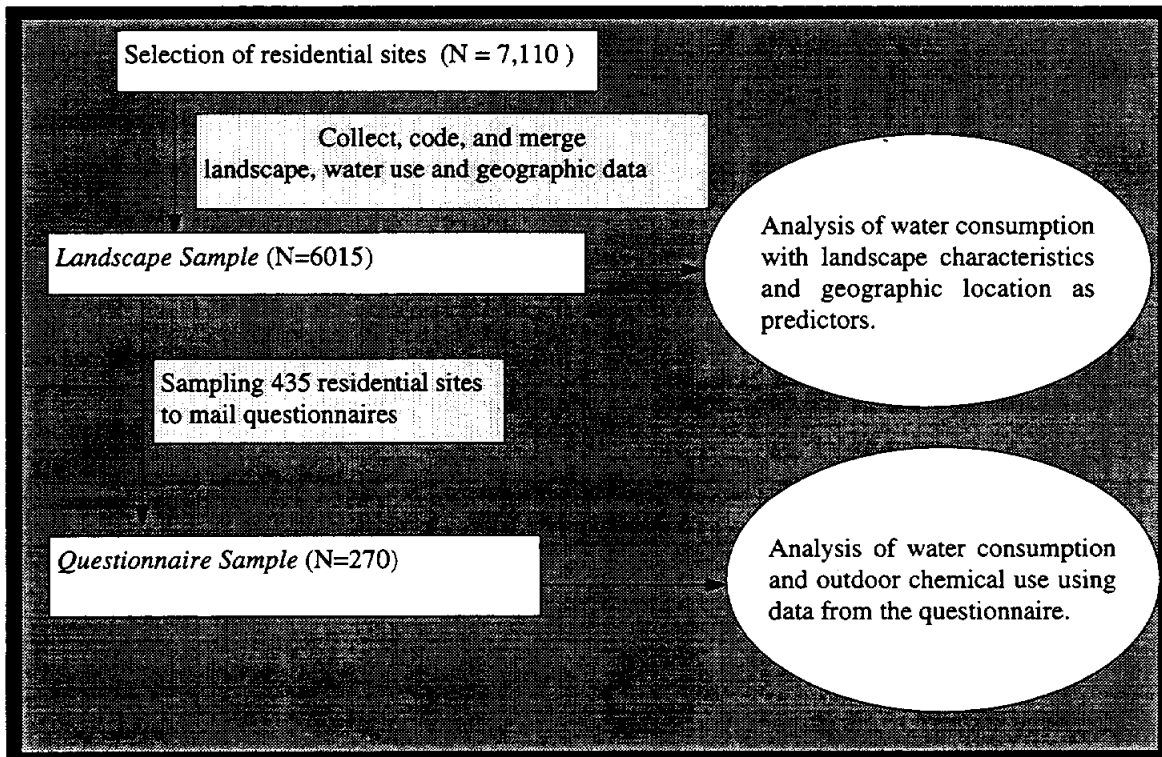 Selection of residential sites (N = 7,110 )
Collect, code, and merge
landscape, water use and geographic data
Landscape Sample (N=6015)
Analysis of water consumption
with landscape characteristics
and geographic location as
predictors.
Sampling 435 residential sites
to mail questionnaires
Questionnaire Sample (N=270)
Analysis of water consumption
and outdoor chemical use using
data from the questionnaire.